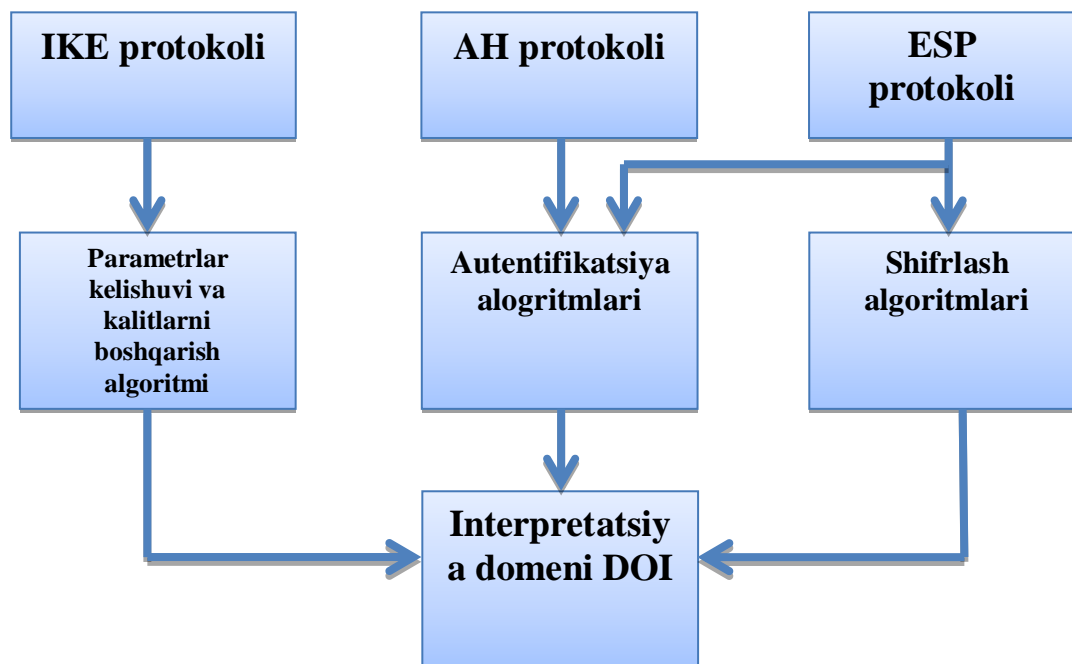 IKE protokoli
AH protokoli
ESP
protokoli
Parametrlar
kelishuvi va
kalitlarni
boshqarish
algoritmi
Autentifikatsiya
alogritmlari
Shifrlash
algoritmlari
Interpretatsiy
a domeni DOI